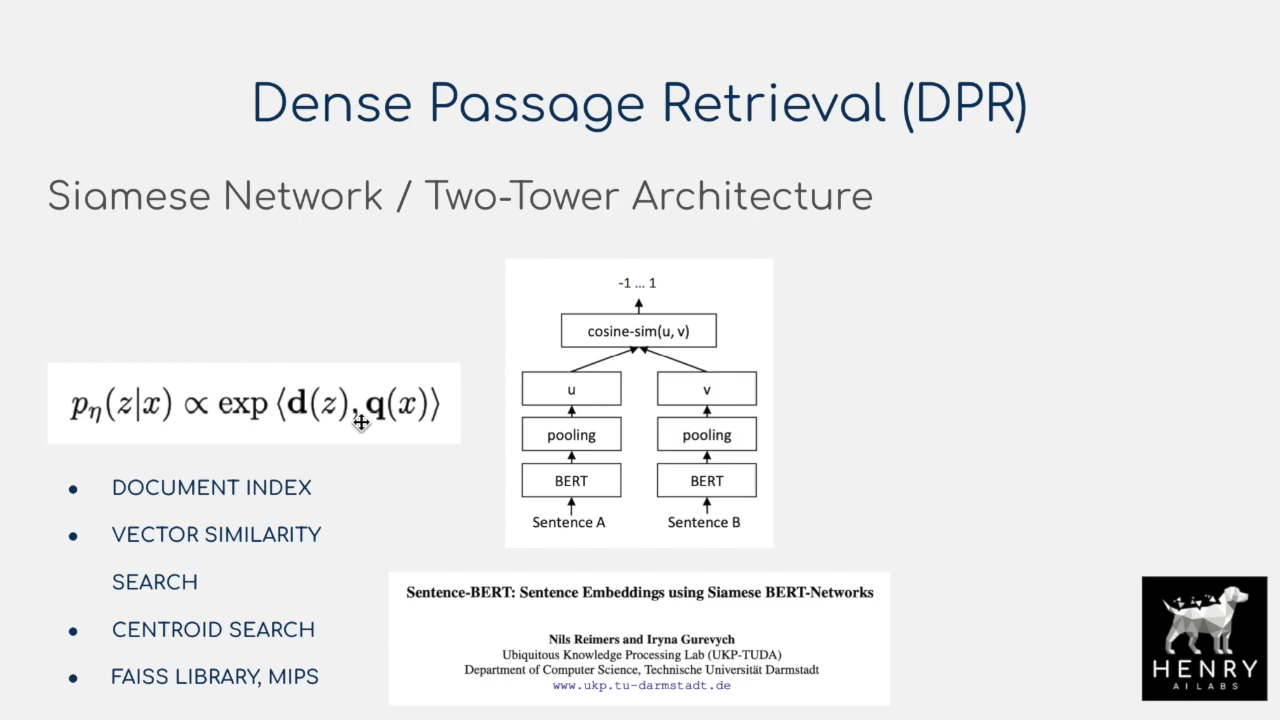 Dense Passage Retrieval (DPR)
Siamese Network / Two-Tower Architecture
pη(z|x) ∝ exp ⟨d(z), q(x)⟩
● DOCUMENT INDEX
● VECTOR SIMILARITY
SEARCH
● CENTROID SEARCH
● FAISS LIBRARY, MIPS
-1 ... 1
cosine-sim(u, v)
u v
pooling pooling
BERT BERT
Sentence A Sentence B
Sentence-BERT: Sentence Embeddings using Siamese BERT-Networks
Nils Reimers and Iryna Gurevych
Ubiquitous Knowledge Processing Lab (UKP-TUDA)
Department of Computer Science, Technische Universität Darmstadt
www.ukp.tu-darmstadt.de
HENRY
AI LABS